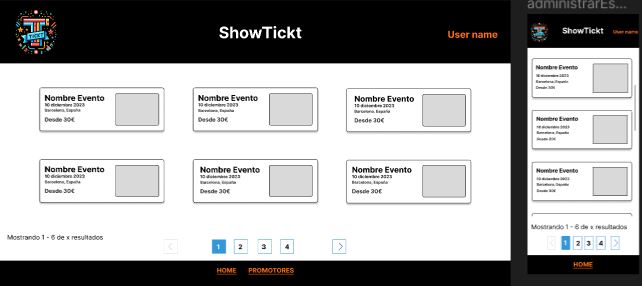 administrarEs...
TICKT
ShowTickt
User name
Nombre Evento
10 diciembre 2023
Barcelona, España
Desde 30€
Nombre Evento
10 diciembre 2023
Barcelona, España
Desde 30€
Nombre Evento
10 diciembre 2023
Barcelona, España
Desde 30€
Nombre Evento
10 diciembre 2023
Barcelona, España
Desde 30€
Nombre Evento
10 diciembre 2023
Barcelona, España
Desde 30€
Nombre Evento
10 diciembre 2023
Barcelona, España
Desde 30€
Mostrando 1 - 6 de x resultados
< 1 2 3 4 >
HOME PROMOTORES
ShowTickt
User name
Nombre Evento
10 diciembre 2023
Barcelona, España
Desde 30€
Nombre Evento
10 diciembre 2023
Barcelona, España
Desde 30€
Nombre Evento
10 diciembre 2023
Barcelona, España
Desde 30€
Mostrando 1 - 6 de x resultados
< 1 2 3 4 >
HOME